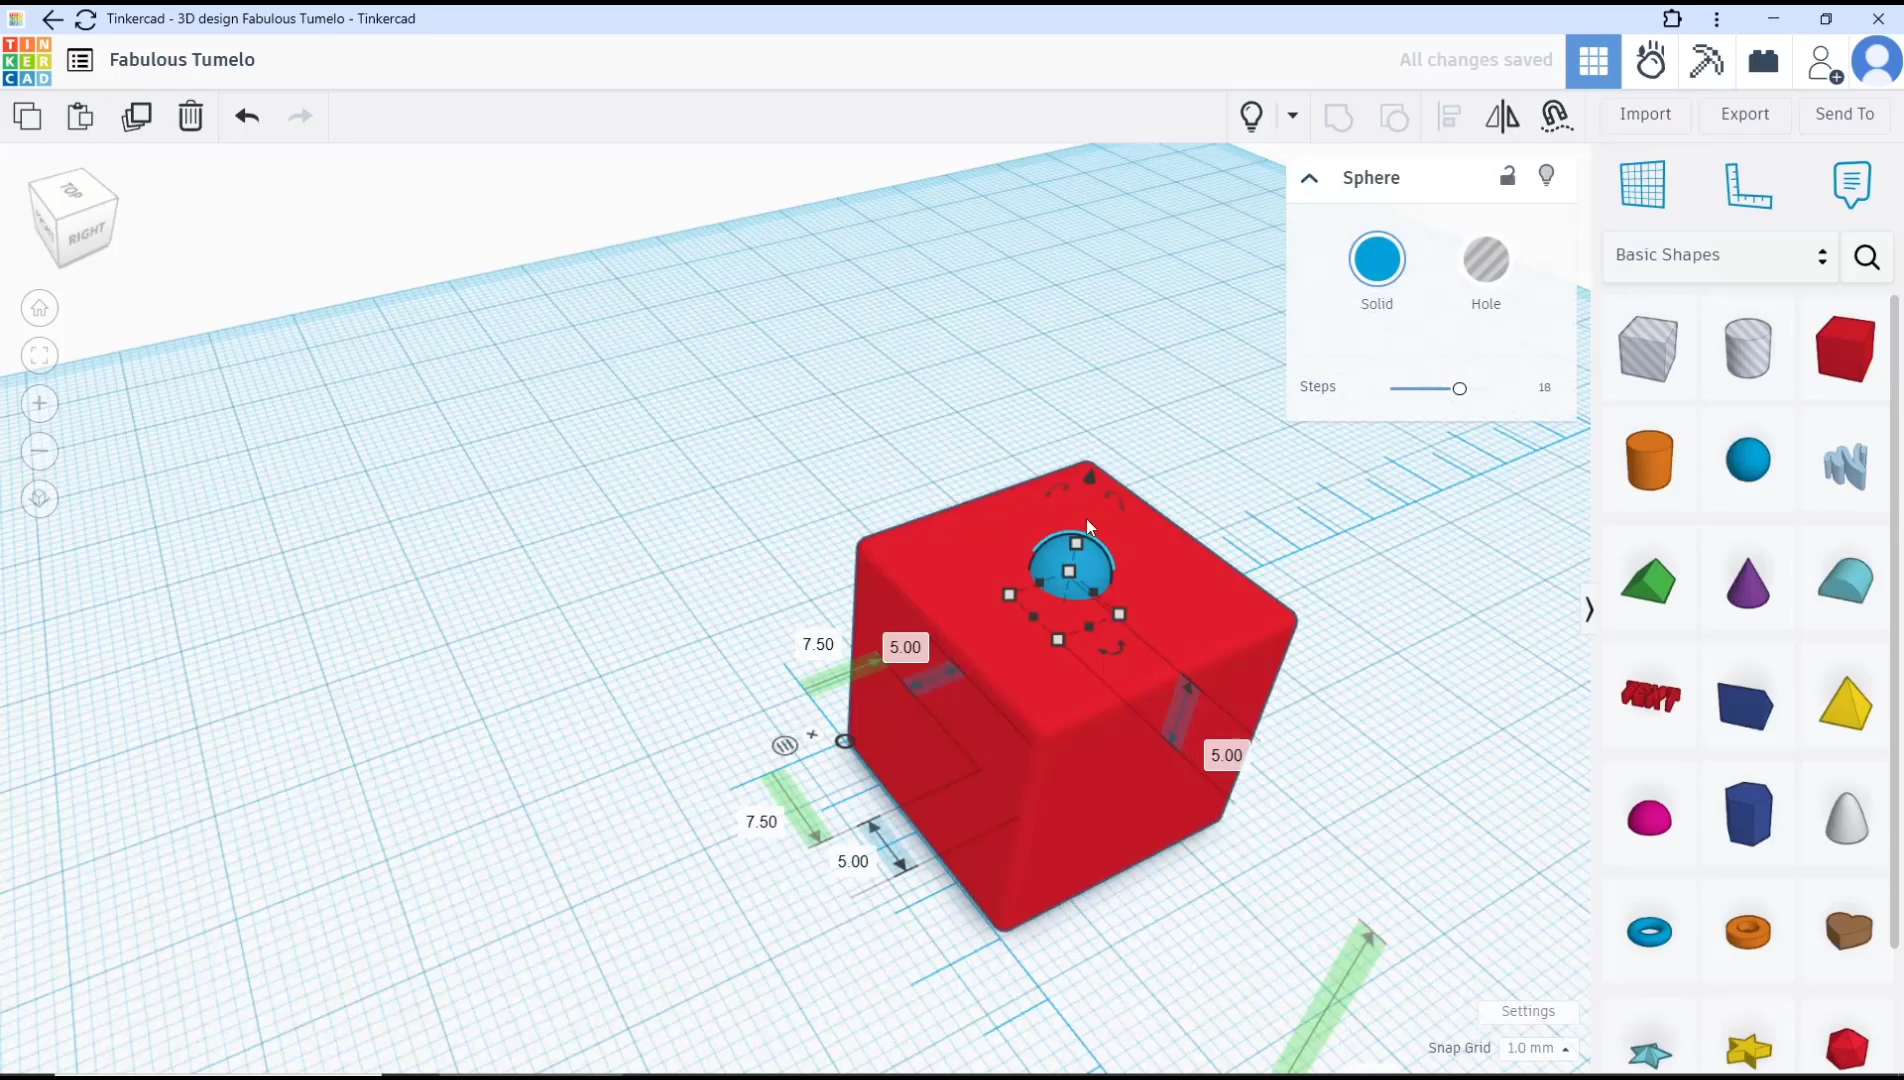 Tinkercad - 3D design Fabulous Tumelo - Tinkercad
TIN
KER
CAD
Fabulous Tumelo
All changes saved
Import
Export
Send To
TOP
FRONT
RIGHT
Sphere
Solid
Hole
Steps
18
Basic Shapes
TEXT
7.50
5.00
5.00
7.50
5.00
Settings
Snap Grid
1.0 mm